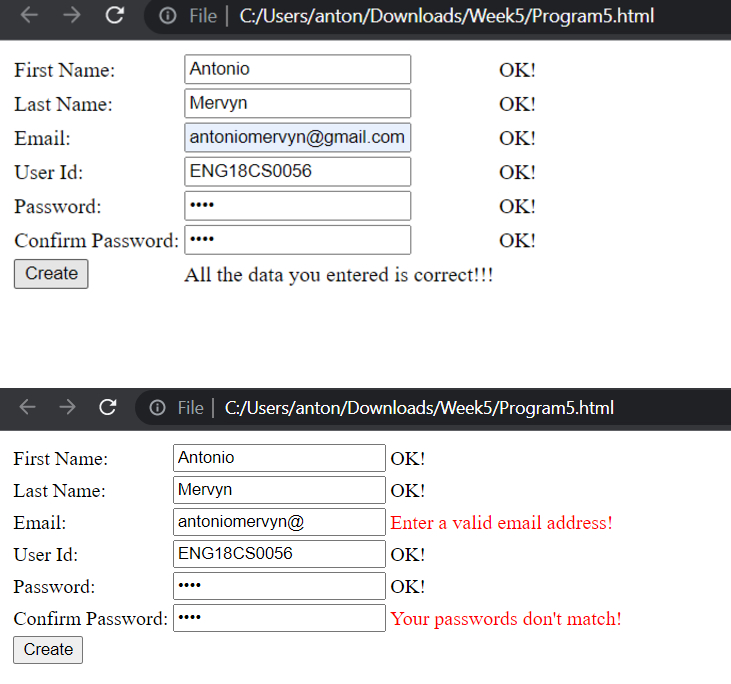 File | C:/Users/anton/Downloads/Week5/Program5.html
First Name: Antonio OK!
Last Name: Mervyn OK!
Email: antoniomervyn@gmail.com OK!
User Id: ENG18CS0056 OK!
Password: •••• OK!
Confirm Password: •••• OK!
Create All the data you entered is correct!!!
File | C:/Users/anton/Downloads/Week5/Program5.html
First Name: Antonio OK!
Last Name: Mervyn OK!
Email: antoniomervyn@ Enter a valid email address!
User Id: ENG18CS0056 OK!
Password: •••• OK!
Confirm Password: •••• Your passwords don't match!
Create